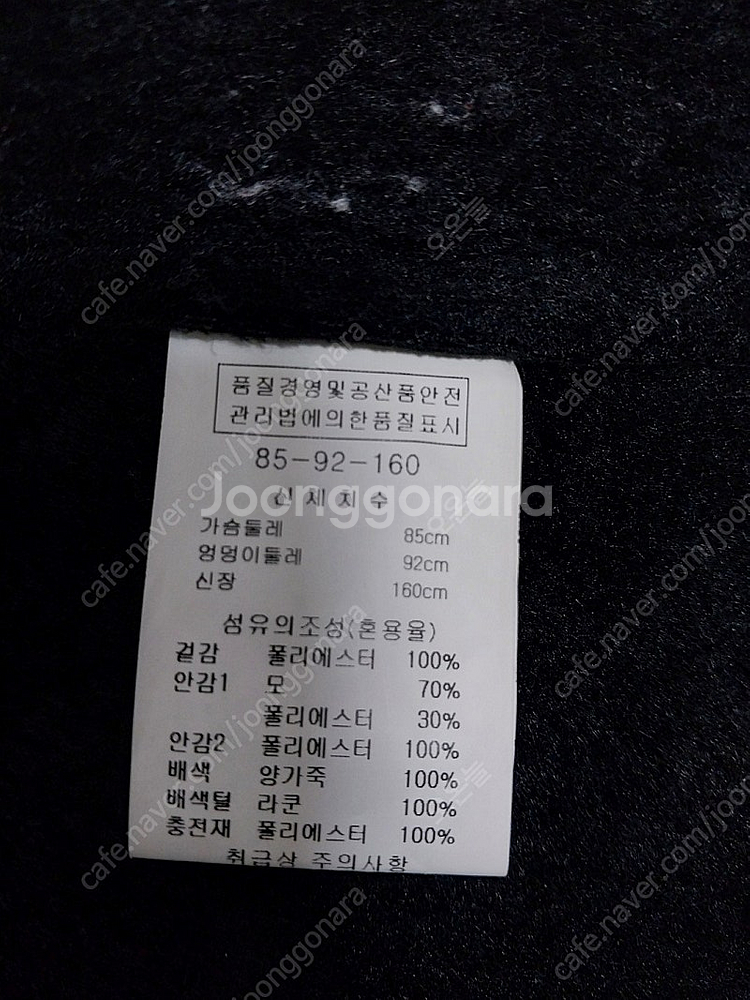 품질경영및공산품안전
관리법에의한품질표시
85-92-160
신체치수
가슴둘레 85cm
엉덩이둘레 92cm
신장 160cm
섬유의조성(혼용율)
겉감 폴리에스터 100%
안감1 모 70%
폴리에스터 30%
안감2 폴리에스터 100%
배색 양가죽 100%
배색털 라쿤 100%
충전재 폴리에스터 100%
취급상 주의사항
Joonggonara
cafe.naver.com/joonggonara
오오늘